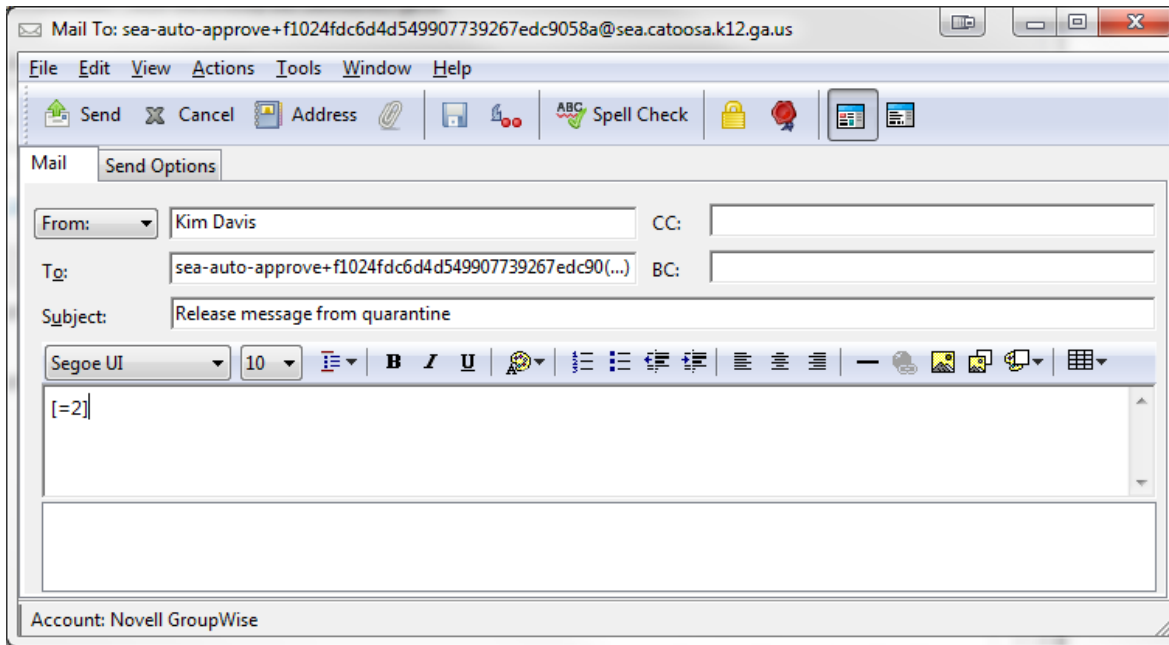 Mail To: sea-auto-approve+f1024fdc6d4d549907739267edc9058a@sea.catoosa.k12.ga.us
File Edit View Actions Tools Window Help
Send Cancel Address ABC Spell Check
Mail Send Options
From: Kim Davis CC:
To: sea-auto-approve+f1024fdc6d4d549907739267edc90(...) BC:
Subject: Release message from quarantine
Segoe UI 10 B I U
[=2]
Account: Novell GroupWise